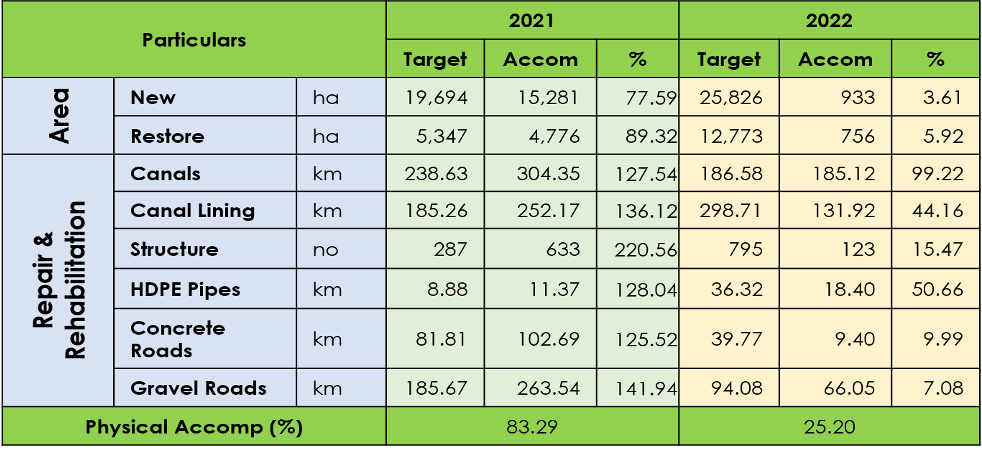 Particulars 2021 2022
Target Accom % Target Accom %
Area
New ha 19,694 15,281 77.59 25,826 933 3.61
Restore ha 5,347 4,776 89.32 12,773 756 5.92
Repair &
Rehabilitation
Canals km 238.63 304.35 127.54 186.58 185.12 99.22
Canal Lining km 185.26 252.17 136.12 298.71 131.92 44.16
Structure no 287 633 220.56 795 123 15.47
HDPE Pipes km 8.88 11.37 128.04 36.32 18.40 50.66
Concrete
Roads km 81.81 102.69 125.52 39.77 9.40 9.99
Gravel Roads km 185.67 263.54 141.94 94.08 66.05 7.08
Physical Accomp (%) 83.29 25.20